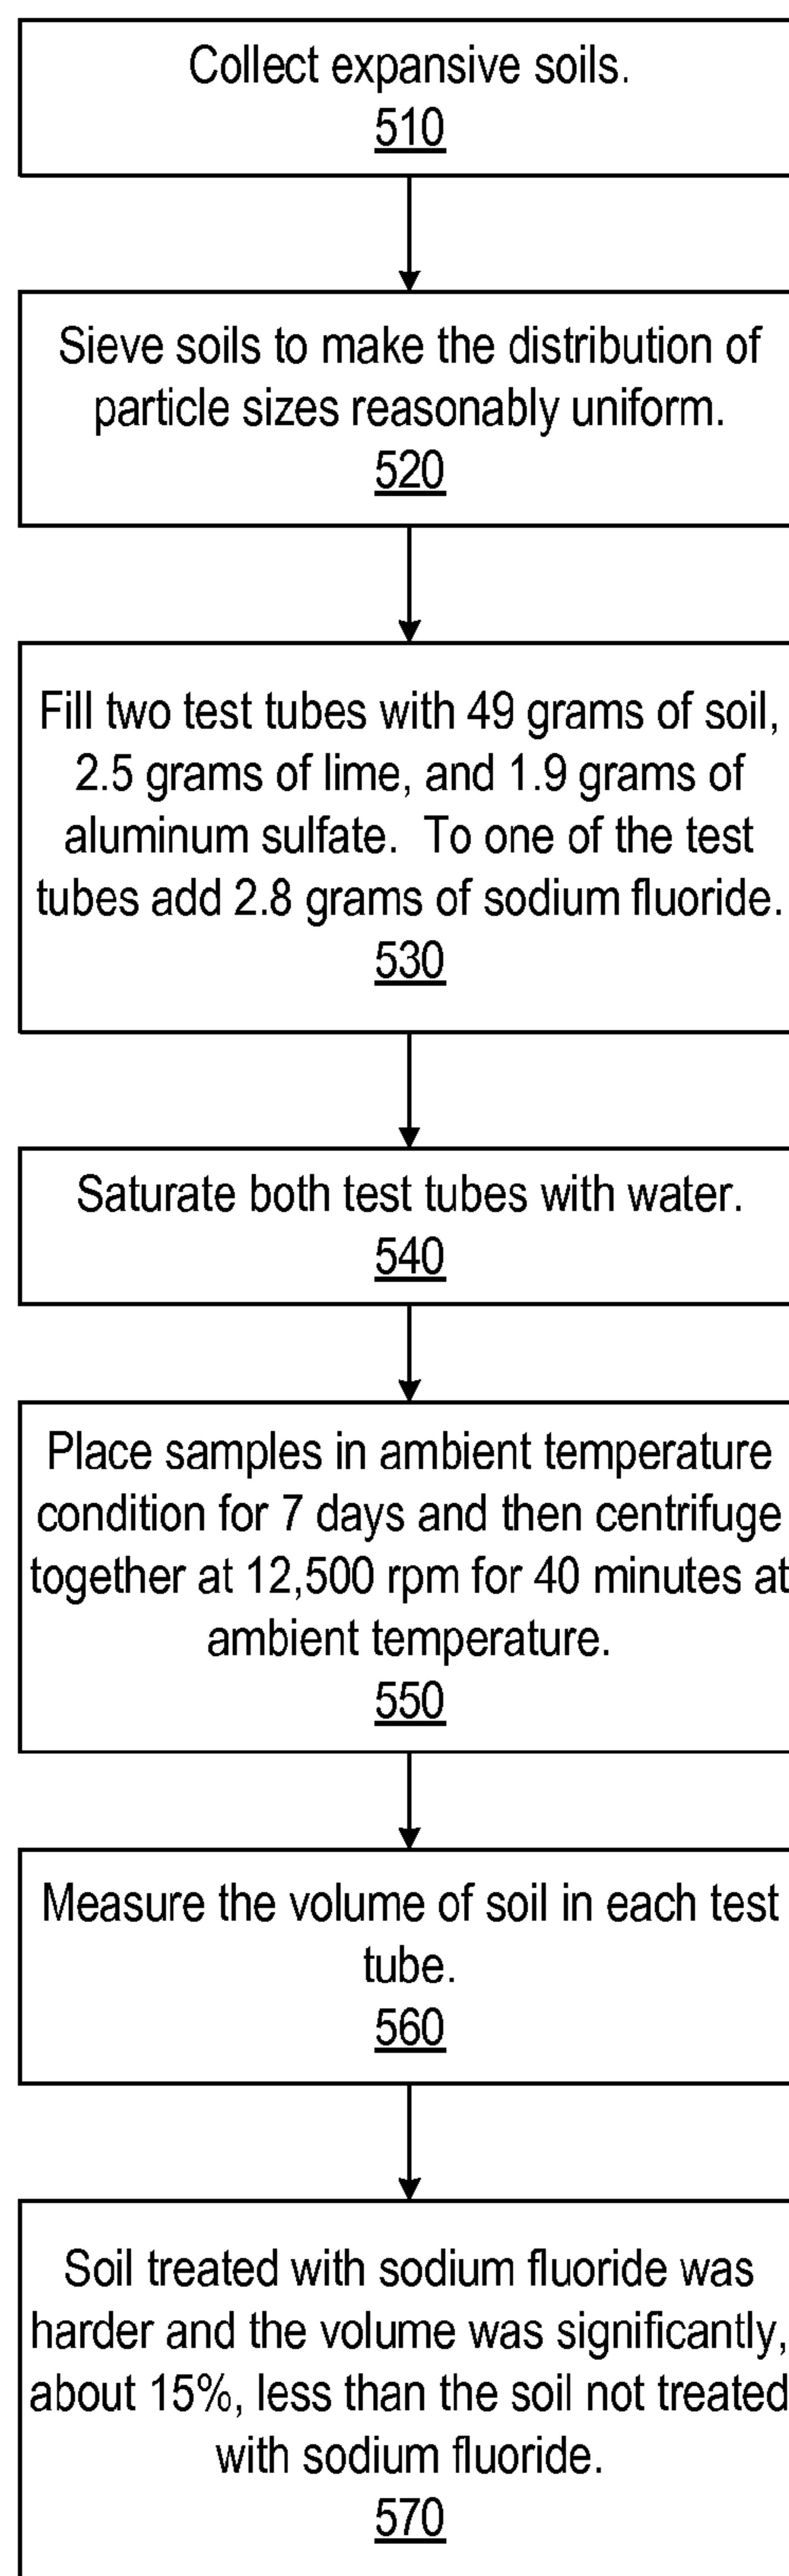 Collect expansive soils.
510
Sieve soils to make the distribution of
particle sizes reasonably uniform.
520
Fill two test tubes with 49 grams of soil,
2.5 grams of lime, and 1.9 grams of
aluminum sulfate.  To one of the test
tubes add 2.8 grams of sodium fluoride.
530
Saturate both test tubes with water.
540
Place samples in ambient temperature
condition for 7 days and then centrifuge
together at 12,500 rpm for 40 minutes at
ambient temperature.
550
Measure the volume of soil in each test
tube.
560
Soil treated with sodium fluoride was
harder and the volume was significantly,
about 15%, less than the soil not treated
with sodium fluoride.
570